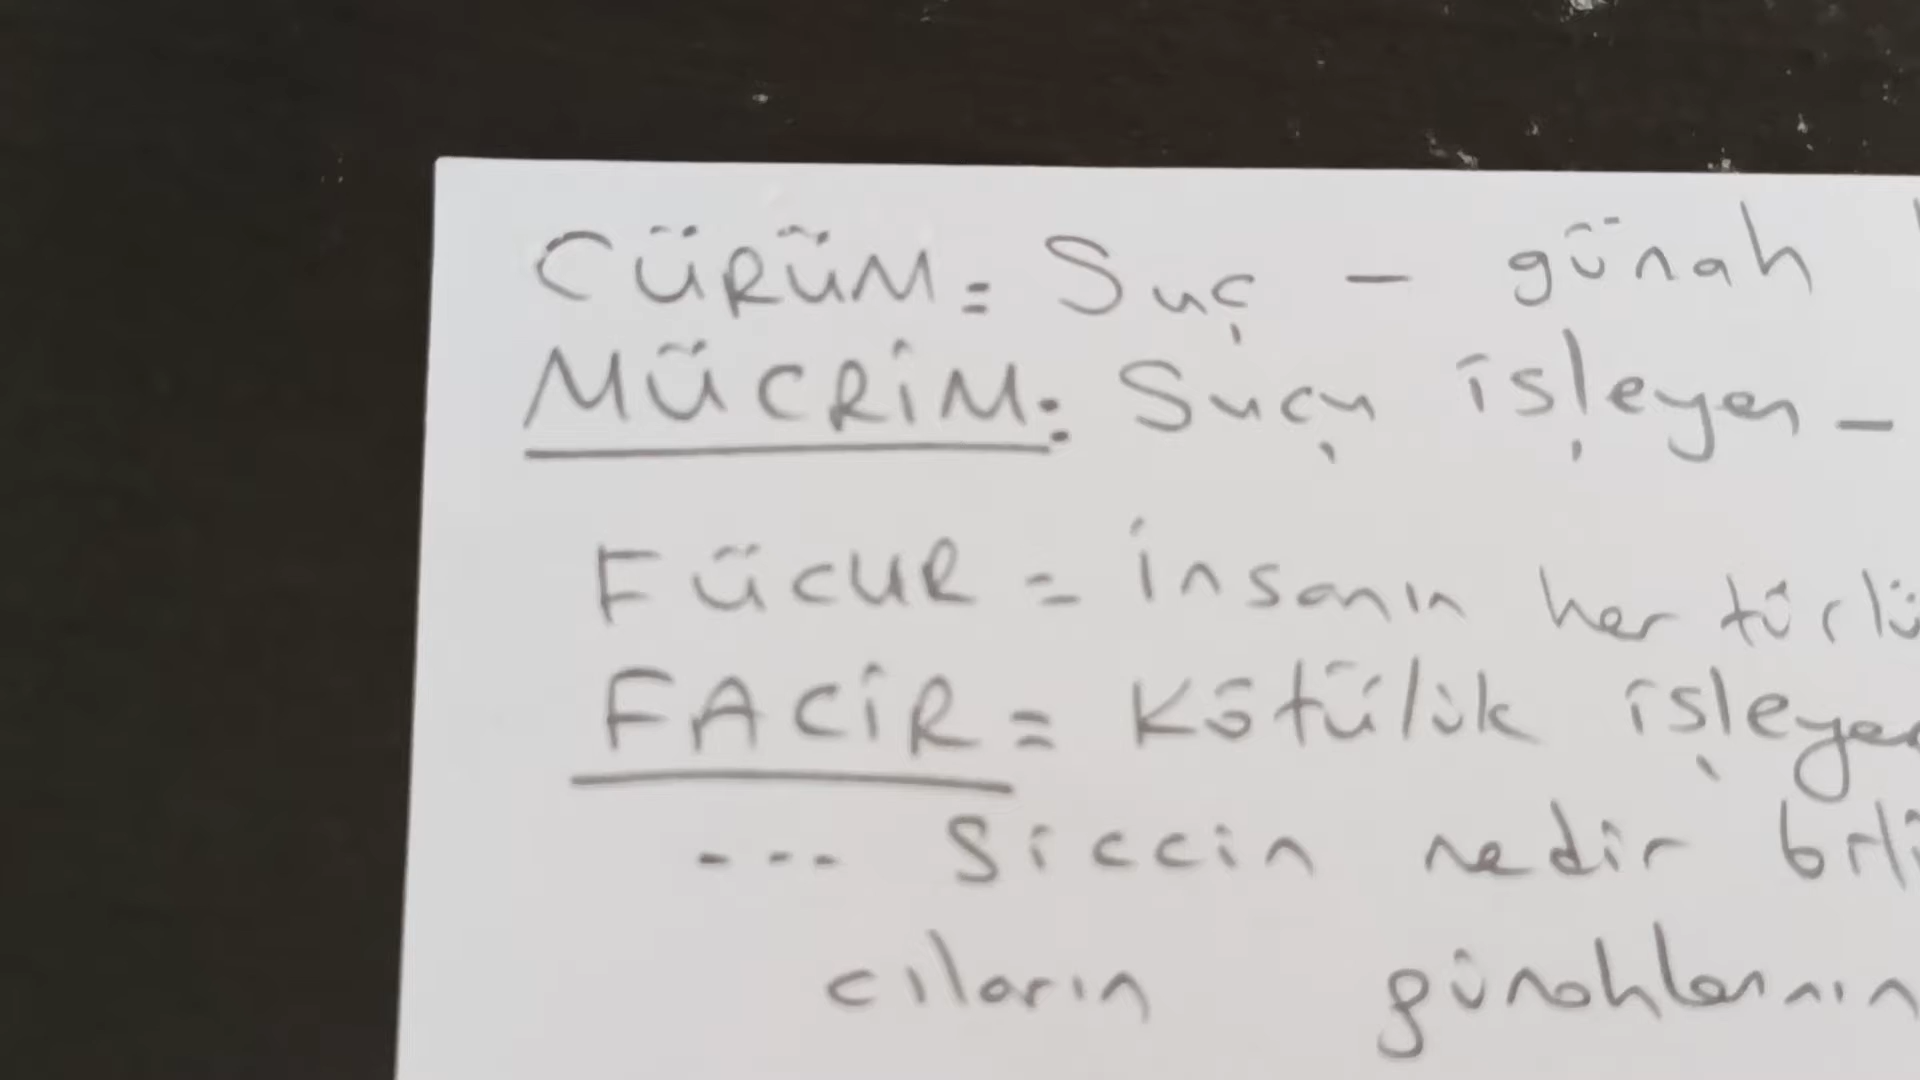 CÜRÜM = Suç - günah
MÜCRİM: Suçu işleyen -
FÜCUR = İnsanın her türlü
FACİR = Kötülük işleyen
--- Siccin nedir
cıların günahlarının